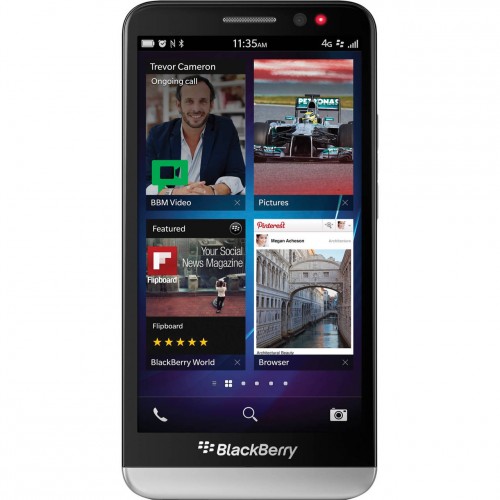 11:35AM
4G
Trevor Cameron
Ongoing call
BBM Video
PETRONAS
Pictures
Featured
Your Social
News Magazine
Flipboard
Flipboard
BlackBerry World
Pinterest
Megan Acheson
Architecture
Architectural Beauty
Browser
BlackBerry